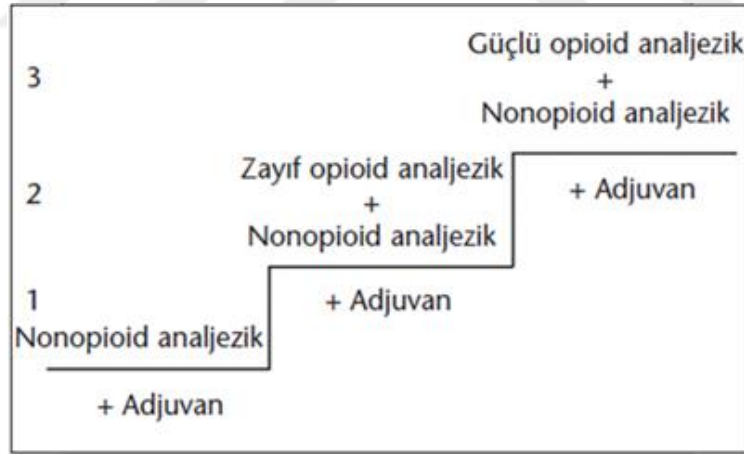 3
Güçlü opioid analjezik
+
Nonopioid analjezik
+ Adjuvan
2
Zayıf opioid analjezik
+
Nonopioid analjezik
+ Adjuvan
1
Nonopioid analjezik
+ Adjuvan